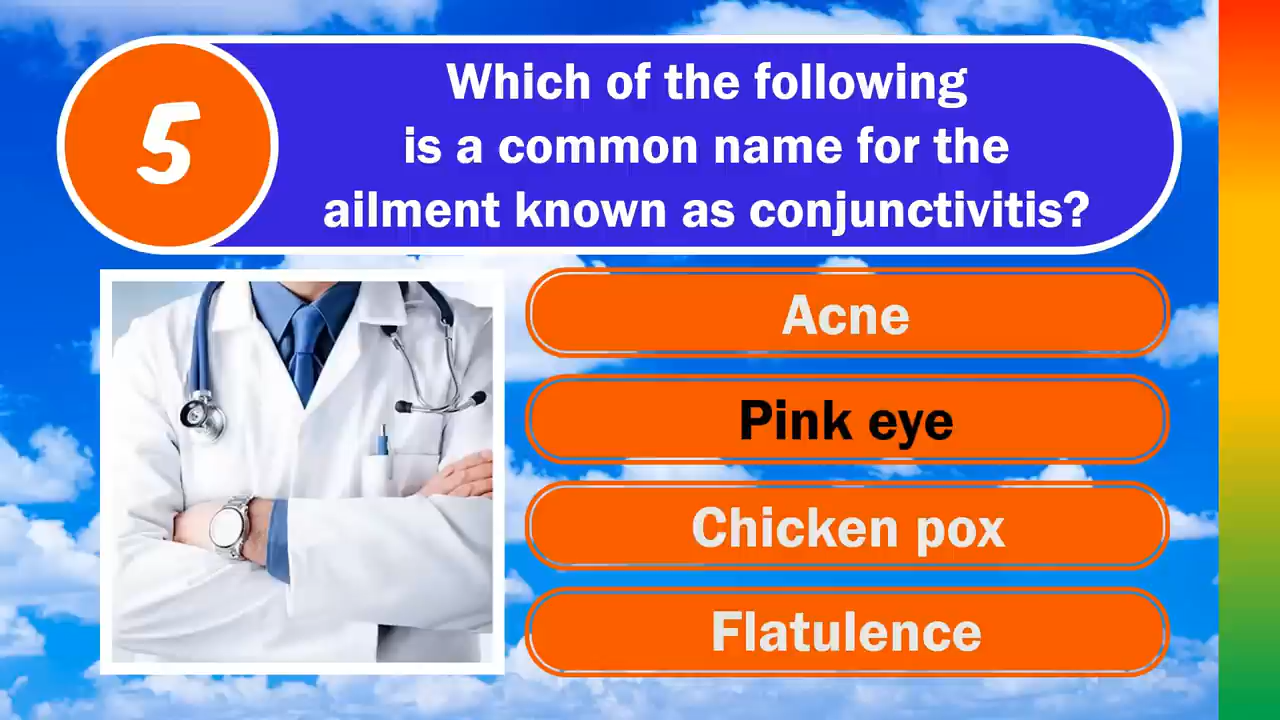 5
Which of the following
is a common name for the
ailment known as conjunctivitis?
Acne
Pink eye
Chicken pox
Flatulence